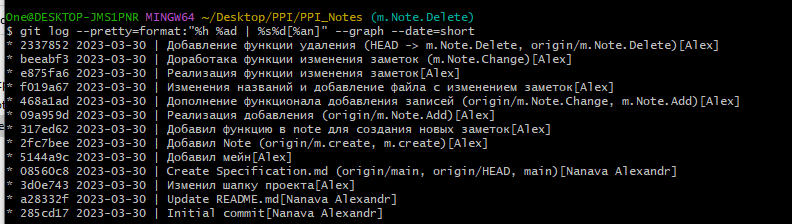 One@DESKTOP-JMS1PNR MINGW64 ~/Desktop/PPI/PPI_Notes (m.Note.Delete)
$ git log --pretty=format:"%h %ad | %s%d[%an]" --graph --date=short
* 2337852 2023-03-30 | Добавление функции удаления (HEAD -> m.Note.Delete, origin/m.Note.Delete)[Alex]
* beeabf3 2023-03-30 | Доработака функции изменения заметок (m.Note.Change)[Alex]
* e875fa6 2023-03-30 | Реализация функции изменения заметок[Alex]
* f019a67 2023-03-30 | Изменения названий и добавление файла с изменением заметок[Alex]
* 468a1ad 2023-03-30 | Дополнение функционала добавления записей (origin/m.Note.Change, m.Note.Add)[Alex]
* 09a959d 2023-03-30 | Реализация добавления (origin/m.Note.Add)[Alex]
* 317ed62 2023-03-30 | Добавил функцию в note для создания новых заметок[Alex]
* 2fc7bee 2023-03-30 | Добавил Note (origin/m.create, m.create)[Alex]
* 5144a9c 2023-03-30 | Добавил мейн[Alex]
* 08560c8 2023-03-30 | Create Specification.md (origin/main, origin/HEAD, main)[Nanava Alexandr]
* 3d0e743 2023-03-30 | Изменил шапку проекта[Alex]
* a28332f 2023-03-30 | Update README.md[Nanava Alexandr]
* 285cd17 2023-03-30 | Initial commit[Nanava Alexandr]